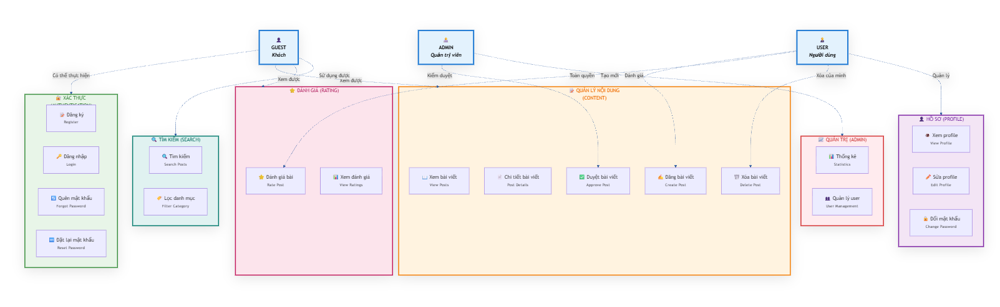 GUEST
Khách
ADMIN
Quản trị viên
USER
Người dùng
Có thể thực hiện
Xem được
Sử dụng được
Xem được
Kiểm duyệt
Toàn quyền
Tạo mới
Đánh giá
Xóa của mình
Quản lý
XÁC THỰC
(AUTHENTICATION)
Đăng ký
Register
Đăng nhập
Login
Quên mật khẩu
Forgot Password
Đặt lại mật khẩu
Reset Password
TÌM KIẾM (SEARCH)
Tìm kiếm
Search Posts
Lọc danh mục
Filter Category
ĐÁNH GIÁ (RATING)
Đánh giá bài
Rate Post
Xem đánh giá
View Ratings
QUẢN LÝ NỘI DUNG
(CONTENT)
Xem bài viết
View Posts
Chi tiết bài viết
Post Details
Duyệt bài viết
Approve Post
Đăng bài viết
Create Post
Xóa bài viết
Delete Post
QUẢN TRỊ (ADMIN)
Thống kê
Statistics
Quản lý user
User Management
HỒ SƠ (PROFILE)
Xem profile
View Profile
Sửa profile
Edit Profile
Đổi mật khẩu
Change Password